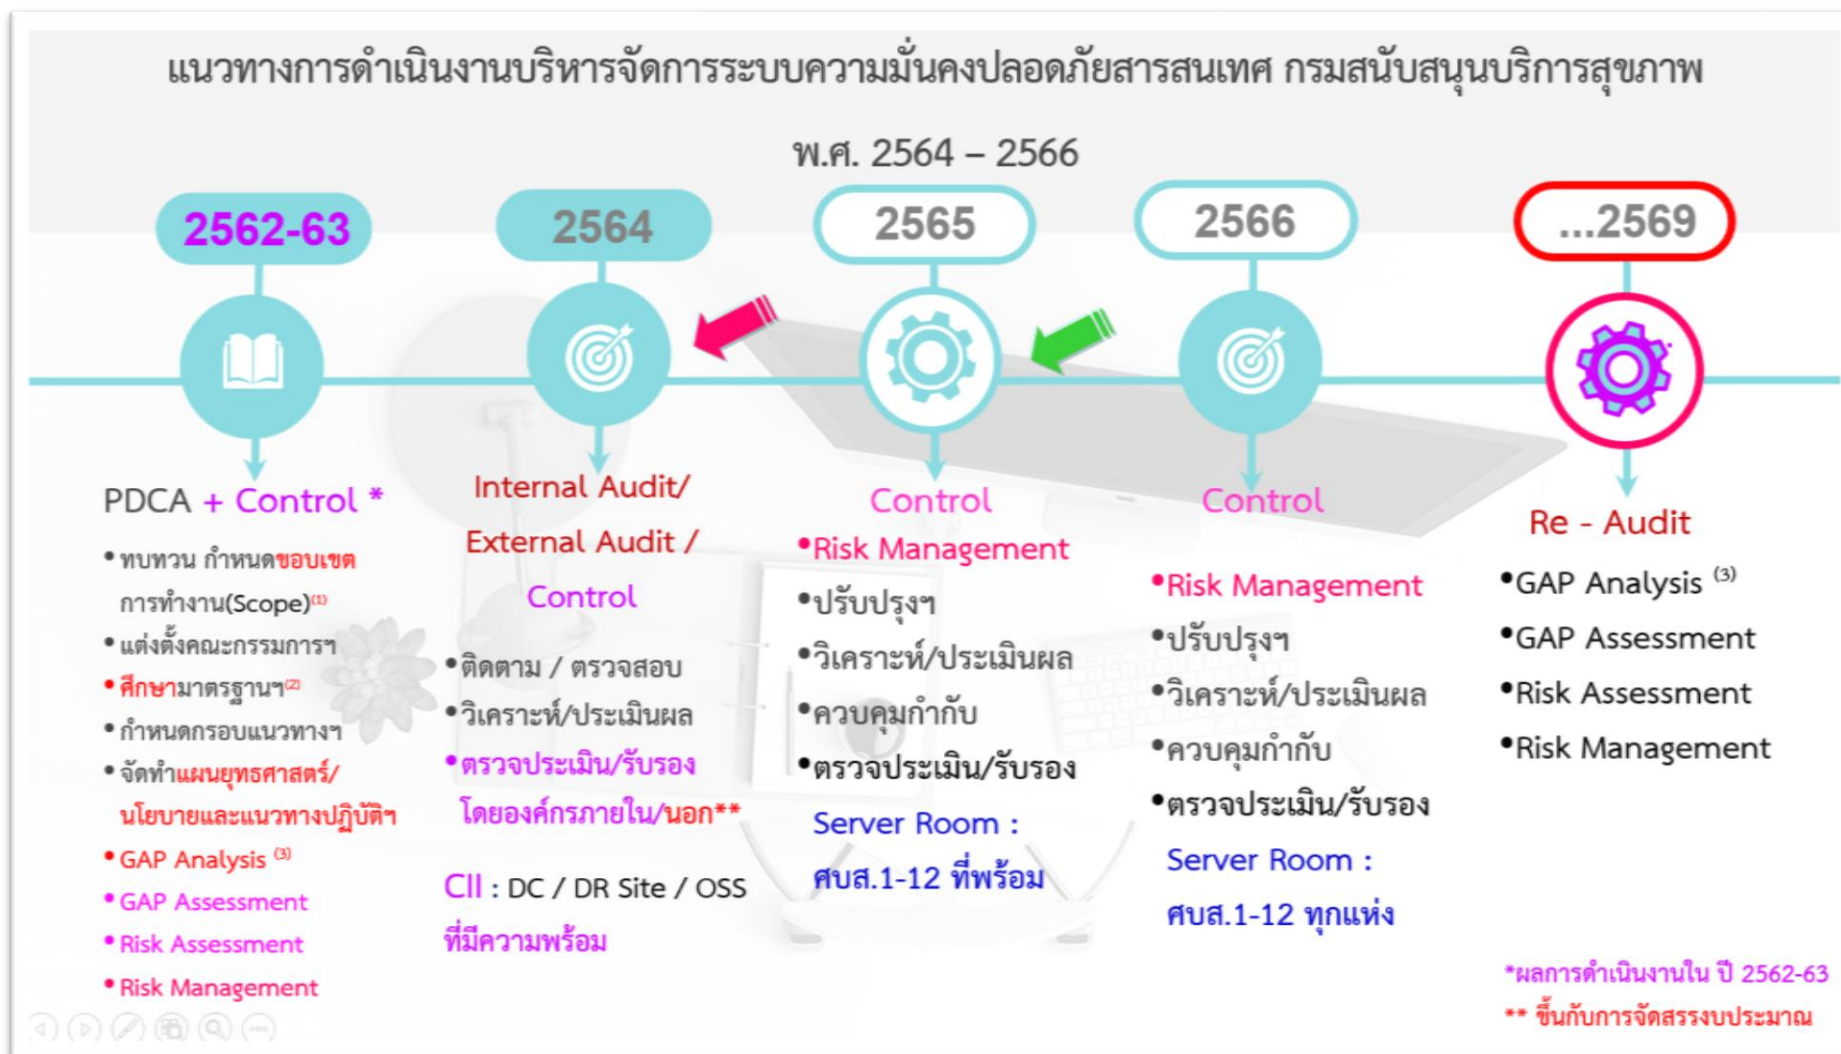 แนวทางการดำเนินงานบริหารจัดการระบบความมั่นคงปลอดภัยสารสนเทศ กรมสนับสนุนบริการสุขภาพ
พ.ศ. 2564 – 2566
2562-63
PDCA + Control *
•ทบทวน กำหนดขอบเขต
การทำงาน(Scope)(1)
•แต่งตั้งคณะกรรมการฯ
•ศึกษามาตรฐานฯ(2)
•กำหนดกรอบแนวทางฯ
•จัดทำแผนยุทธศาสตร์/
นโยบายและแนวทางปฏิบัติฯ
•GAP Analysis (3)
•GAP Assessment
•Risk Assessment
•Risk Management
2564
Internal Audit/
External Audit /
Control
•ติดตาม / ตรวจสอบ
•วิเคราะห์/ประเมินผล
•ตรวจประเมิน/รับรอง
โดยองค์กรภายใน/นอก**
CII : DC / DR Site / OSS
ที่มีความพร้อม
2565
Control
•Risk Management
•ปรับปรุงฯ
•วิเคราะห์/ประเมินผล
•ควบคุมกำกับ
•ตรวจประเมิน/รับรอง
Server Room :
ศบส.1-12 ที่พร้อม
2566
Control
•Risk Management
•ปรับปรุงฯ
•วิเคราะห์/ประเมินผล
•ควบคุมกำกับ
•ตรวจประเมิน/รับรอง
Server Room :
ศบส.1-12 ทุกแห่ง
...2569
Re - Audit
•GAP Analysis (3)
•GAP Assessment
•Risk Assessment
•Risk Management
*ผลการดำเนินงานใน ปี 2562-63
** ขึ้นกับการจัดสรรงบประมาณ